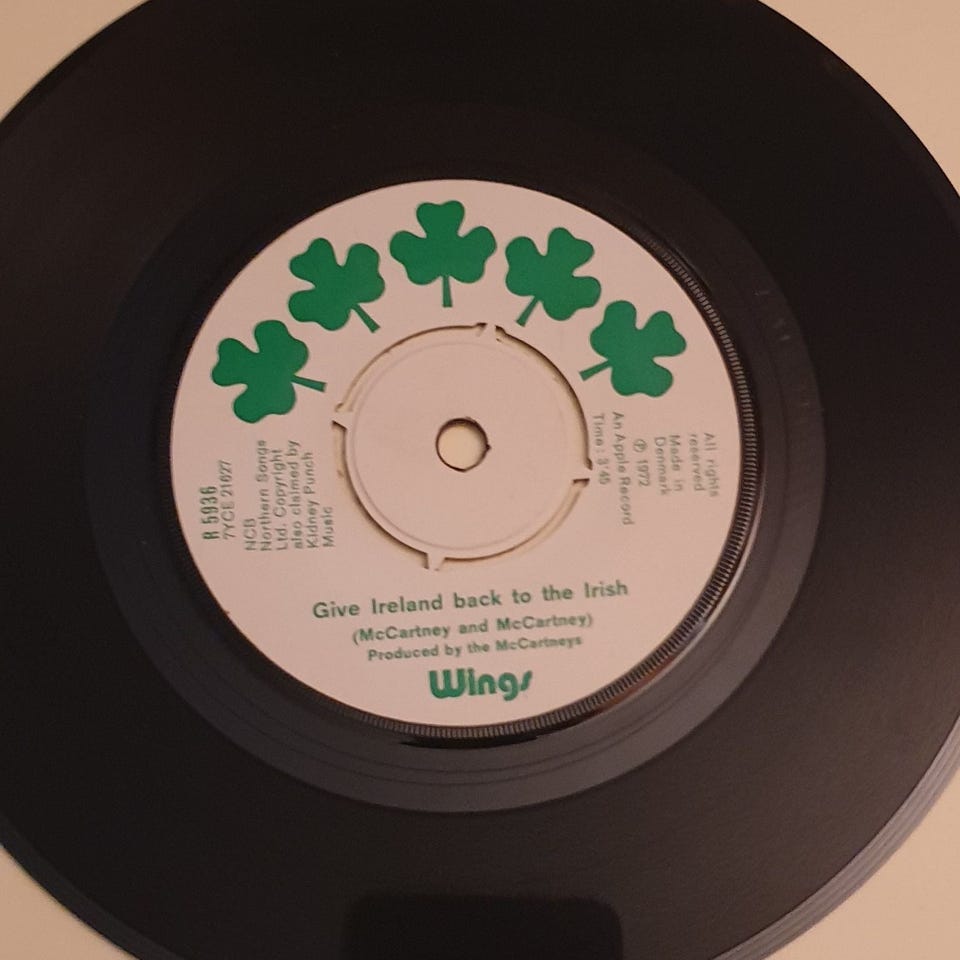 R 5936
7YCE 21627
NCB
Northern Songs
Ltd. Copyright
also claimed by
Kidney Punch
Music
All rights
reserved
Made in
Denmark
℗ 1972
An Apple Record
Time: 3'45
Give Ireland back to the Irish
(McCartney and McCartney)
Produced by the McCartneys
Wings